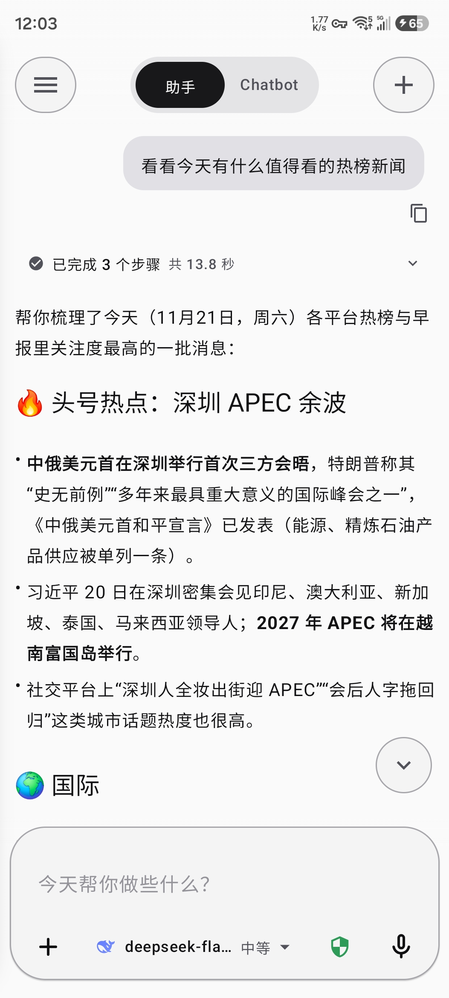 12:03
1.77
K/s
5
5G
65
助手
Chatbot
看看今天有什么值得看的热榜新闻
已完成 3 个步骤 共 13.8 秒
帮你梳理了今天（11月21日，周六）各平台热榜与早
报里关注度最高的一批消息：
🔥 头号热点：深圳 APEC 余波
• 中俄美元首在深圳举行首次三方会晤，特朗普称其
“史无前例”“多年来最具重大意义的国际峰会之一”，
《中俄美元首和平宣言》已发表（能源、精炼石油产
品供应被单列一条）。
• 习近平 20 日在深圳密集会见印尼、澳大利亚、新加
坡、泰国、马来西亚领导人；2027 年 APEC 将在越
南富国岛举行。
• 社交平台上“深圳人全妆出街迎 APEC”“会后人字拖回
归”这类城市话题热度也很高。
🌍 国际
今天帮你做些什么？
deepseek-fla... 中等